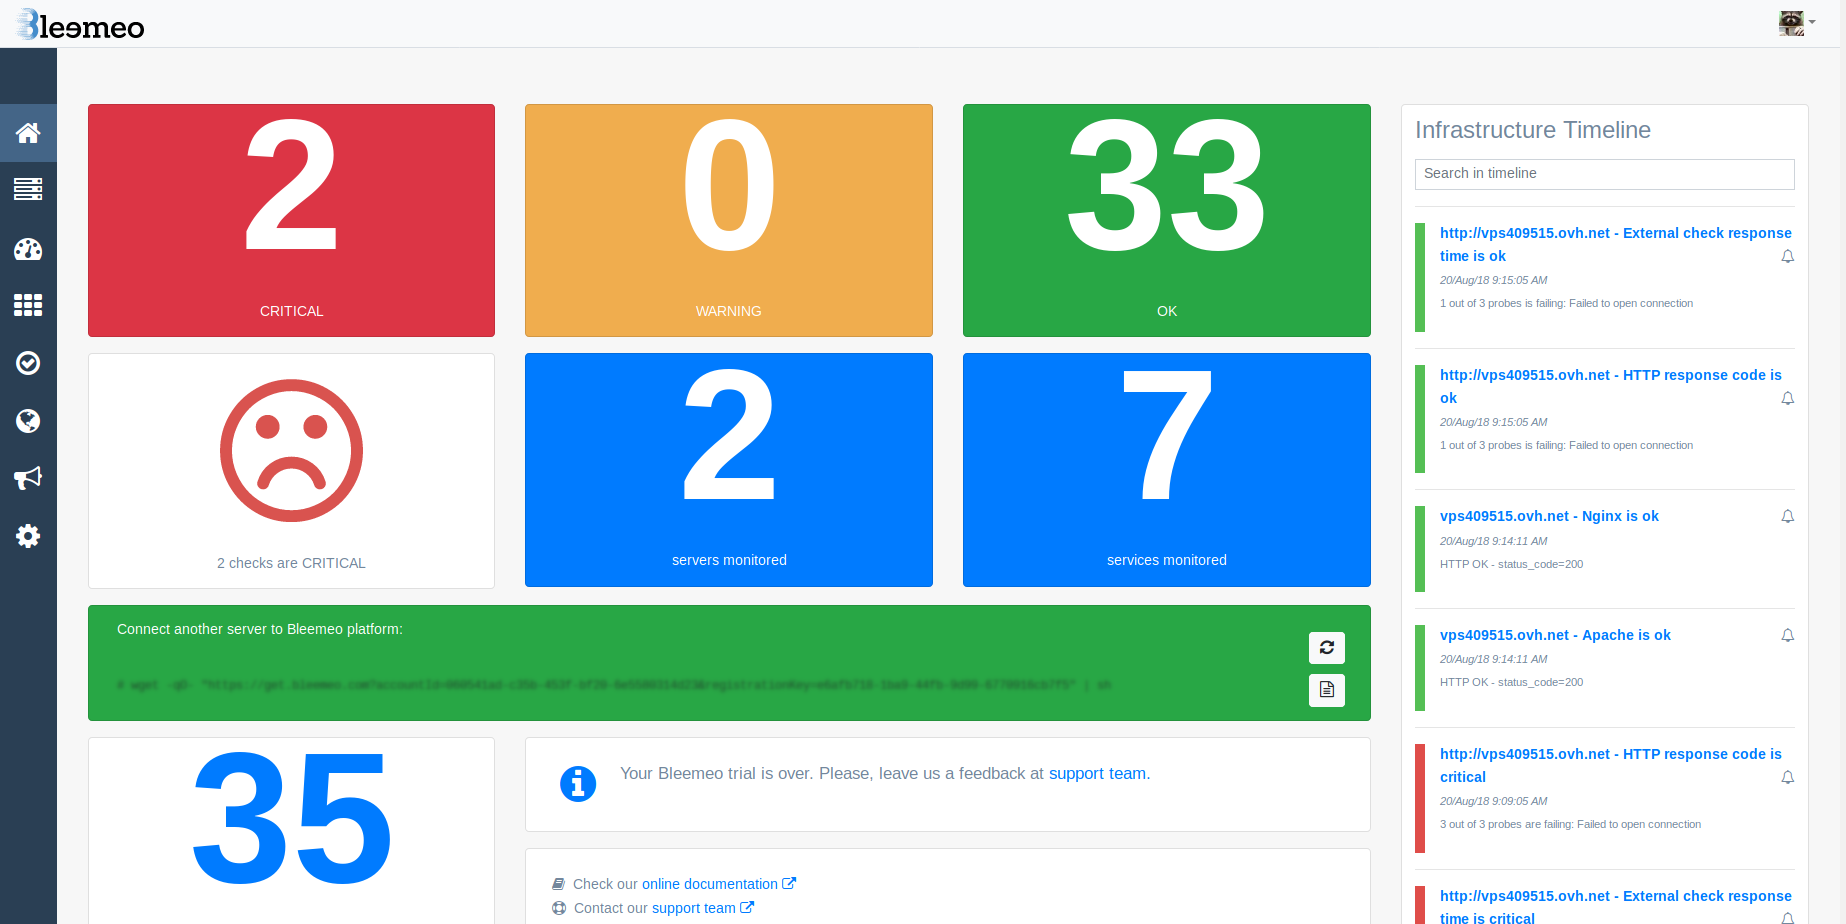 Bleemeo
2
CRITICAL
0
WARNING
33
OK
2 checks are CRITICAL
2
servers monitored
7
services monitored
Connect another server to Bleemeo platform:
35
Your Bleemeo trial is over. Please, leave us a feedback at support team.
Check our online documentation
Contact our support team
Infrastructure Timeline
Search in timeline
http://vps409515.ovh.net - External check response
time is ok
20/Aug/18 9:15:05 AM
1 out of 3 probes is failing: Failed to open connection
http://vps409515.ovh.net - HTTP response code is
ok
20/Aug/18 9:15:05 AM
1 out of 3 probes is failing: Failed to open connection
vps409515.ovh.net - Nginx is ok
20/Aug/18 9:14:11 AM
HTTP OK - status_code=200
vps409515.ovh.net - Apache is ok
20/Aug/18 9:14:11 AM
HTTP OK - status_code=200
http://vps409515.ovh.net - HTTP response code is
critical
20/Aug/18 9:09:05 AM
3 out of 3 probes are failing: Failed to open connection
http://vps409515.ovh.net - External check response
time is critical